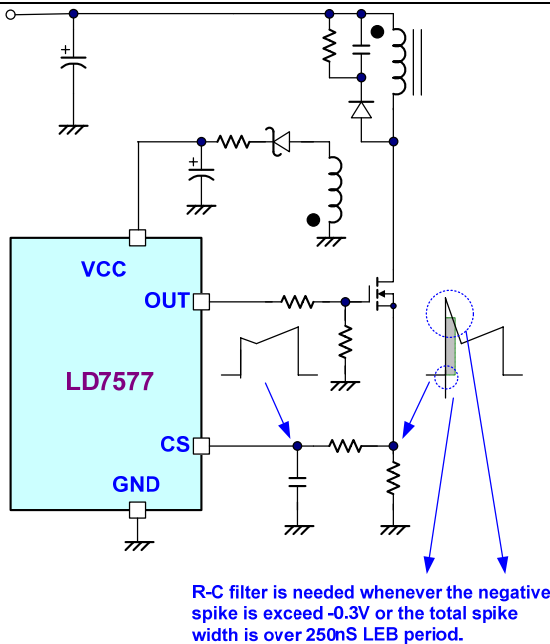 +
+
VCC
OUT
LD7577
CS
GND
R-C filter is needed whenever the negative
spike is exceed -0.3V or the total spike
width is over 250nS LEB period.